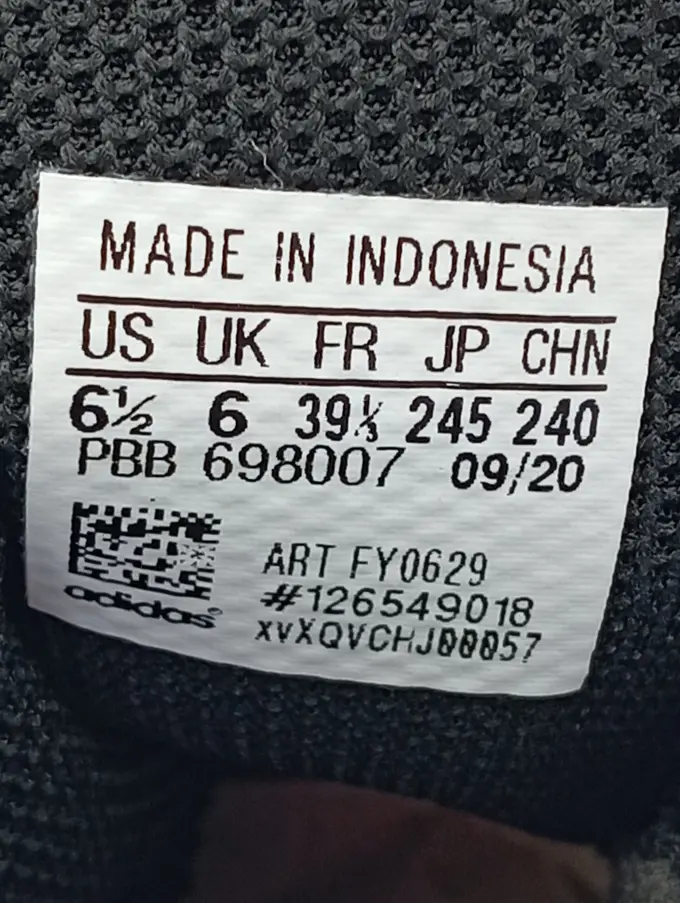 MADE IN INDONESIA
US UK FR JP CHN
6½ 6 39⅓ 245 240
PBB 698007 09/20
ART FY0629
#126549018
xvXQVCHJ00057
adidas